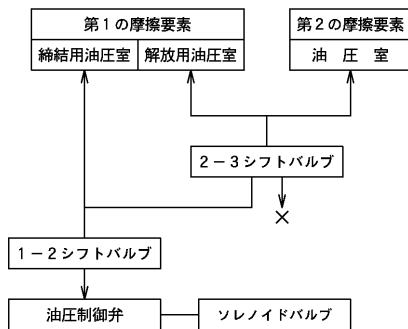 第1の摩擦要素
第2の摩擦要素
締結用油圧室
解放用油圧室
油 圧 室
2－3シフトバルブ
×
1－2シフトバルブ
油圧制御弁
ソレノイドバルブ